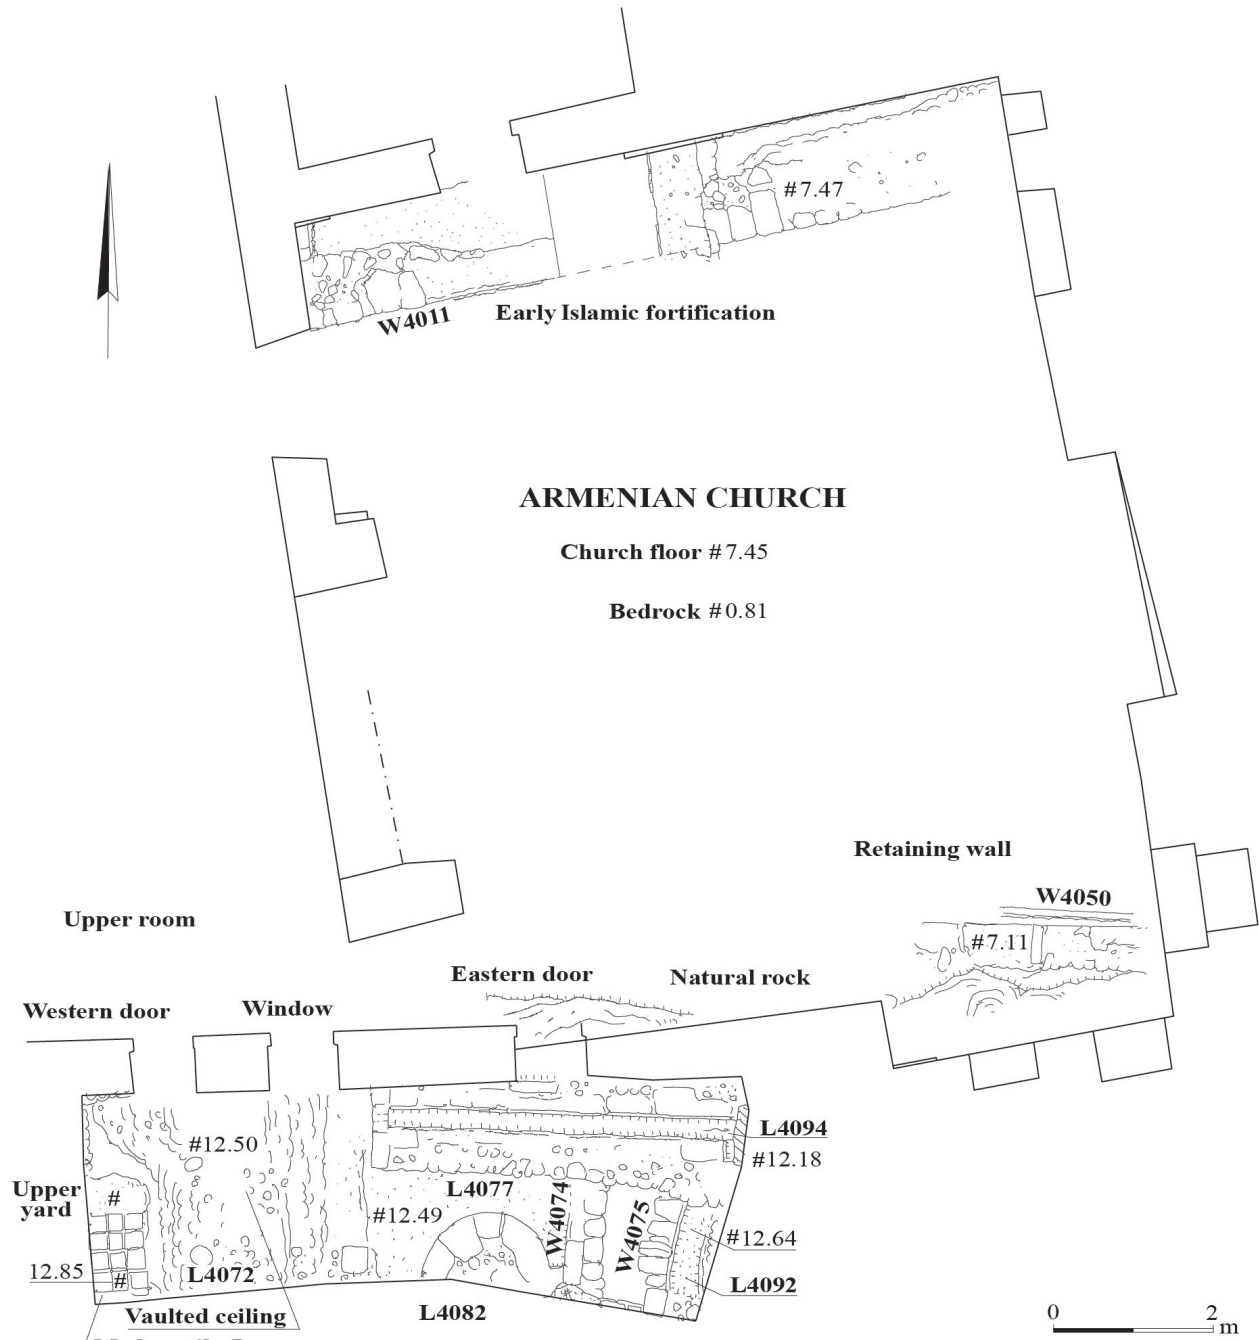 #7.47
W4011
Early Islamic fortification
ARMENIAN CHURCH
Church floor #7.45
Bedrock #0.81
Retaining wall
W4050
#7.11
Upper room
Eastern door
Natural rock
Western door
Window
L4094
#12.50
#12.18
L4077
Upper
yard
#
#12.49
W4074
W4075
#12.64
12.85
#
L4072
L4092
Vaulted ceiling
L4082
0 2
m